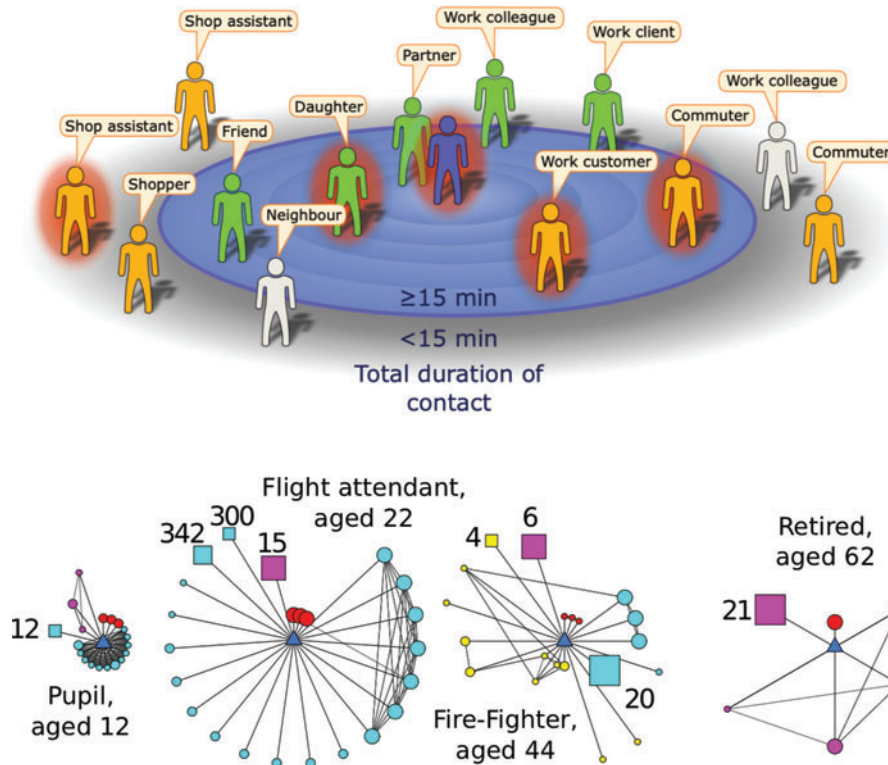 Shop assistant
Work colleague
Work client
Partner
Work colleague
Daughter
Commuter
Shop assistant
Friend
Work customer
Commuter
Shopper
Neighbour
≥15 min
<15 min
Total duration of
contact
Flight attendant,
aged 22
300
342
15
4
6
Retired,
aged 62
12
21
Pupil,
aged 12
20
Fire-Fighter,
aged 44